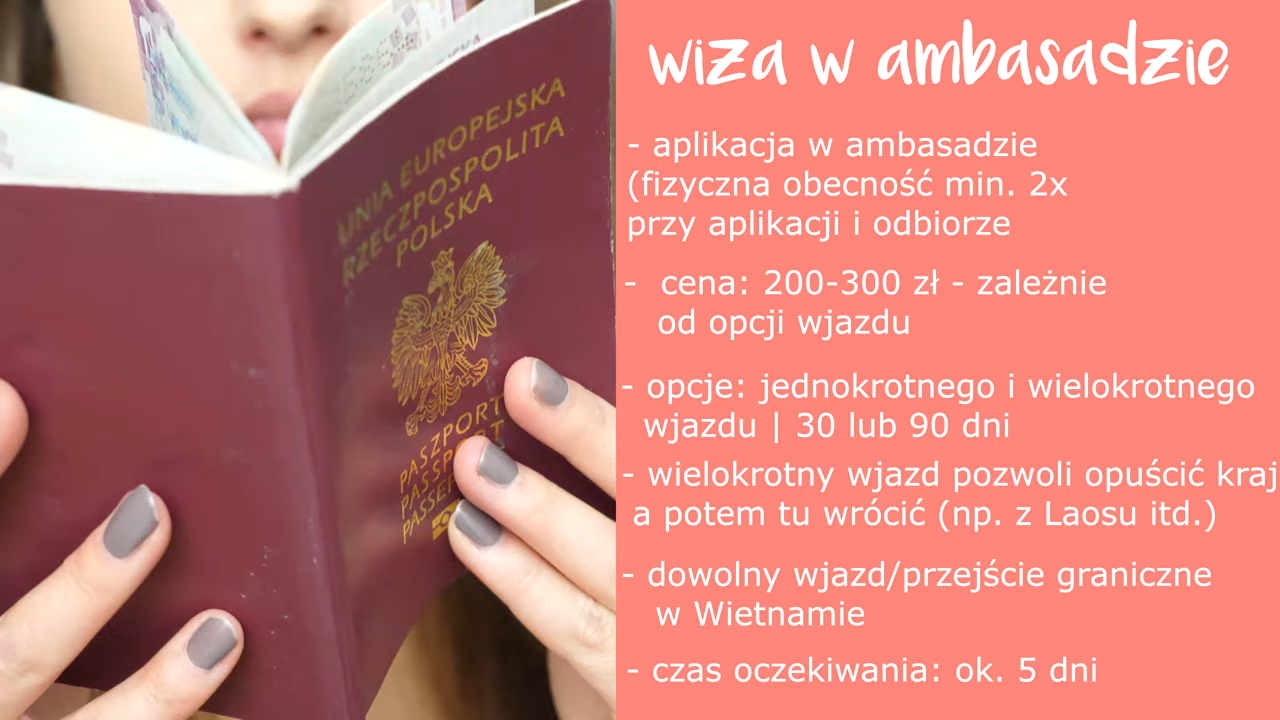 wiza w ambasadzie
- aplikacja w ambasadzie
(fizyczna obecność min. 2x
przy aplikacji i odbiorze
- cena: 200-300 zł - zależnie
od opcji wjazdu
- opcje: jednokrotnego i wielokrotnego
wjazdu | 30 lub 90 dni
- wielokrotny wjazd pozwoli opuścić kraj
a potem tu wrócić (np. z Laosu itd.)
- dowolny wjazd/przejście graniczne
w Wietnamie
- czas oczekiwania: ok. 5 dni
UNIA EUROPEJSKA
RZECZPOSPOLITA
POLSKA
PASZPORT